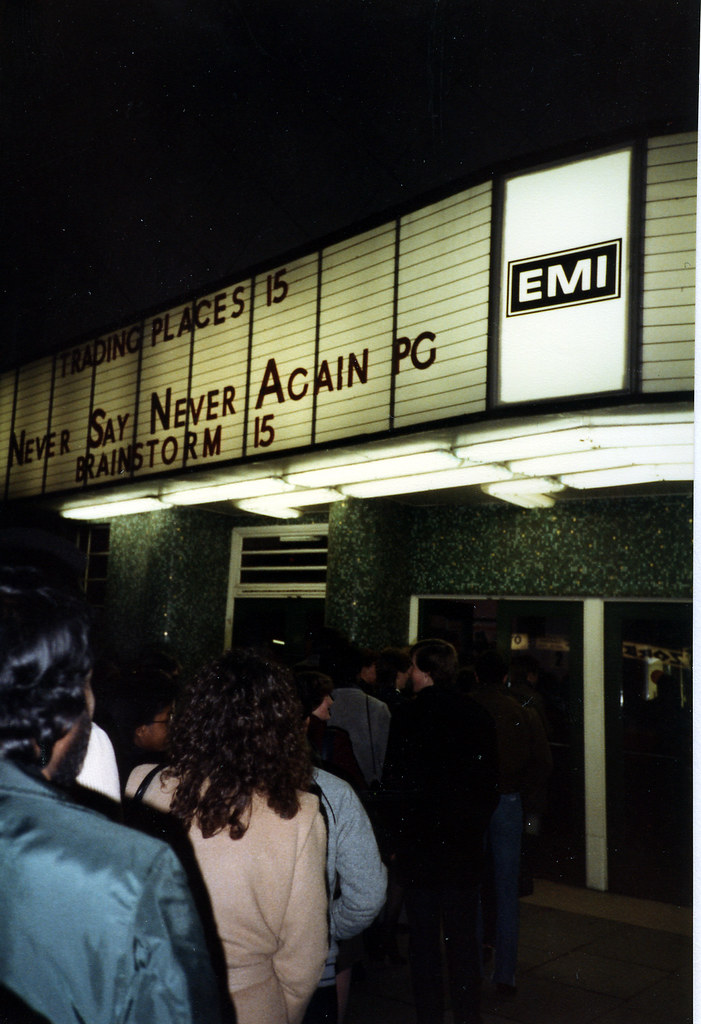 TRADING PLACES 15
NEVER SAY NEVER AGAIN PG
BRAINSTORM 15
EMI